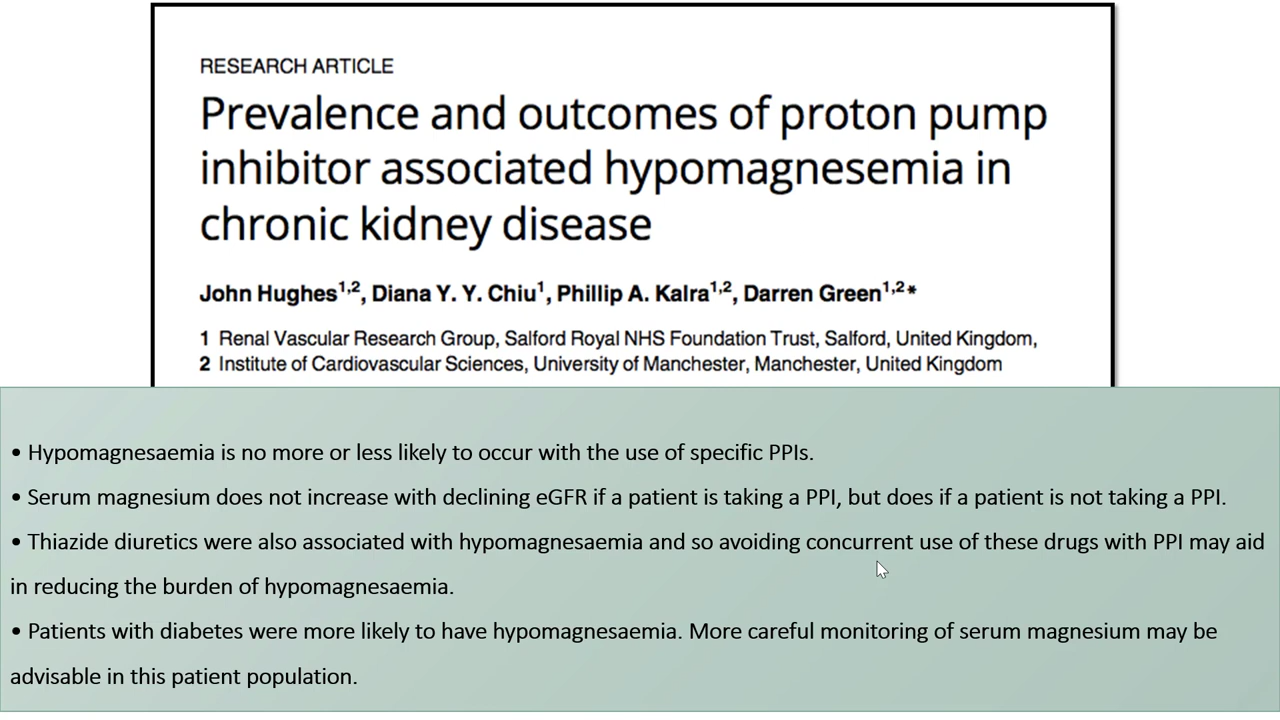 RESEARCH ARTICLE
Prevalence and outcomes of proton pump
inhibitor associated hypomagnesemia in
chronic kidney disease
John Hughes1,2, Diana Y. Y. Chiu1, Phillip A. Kalra1,2, Darren Green1,2*
1 Renal Vascular Research Group, Salford Royal NHS Foundation Trust, Salford, United Kingdom,
2 Institute of Cardiovascular Sciences, University of Manchester, Manchester, United Kingdom
• Hypomagnesaemia is no more or less likely to occur with the use of specific PPIs.
• Serum magnesium does not increase with declining eGFR if a patient is taking a PPI, but does if a patient is not taking a PPI.
• Thiazide diuretics were also associated with hypomagnesaemia and so avoiding concurrent use of these drugs with PPI may aid
in reducing the burden of hypomagnesaemia.
• Patients with diabetes were more likely to have hypomagnesaemia. More careful monitoring of serum magnesium may be
advisable in this patient population.